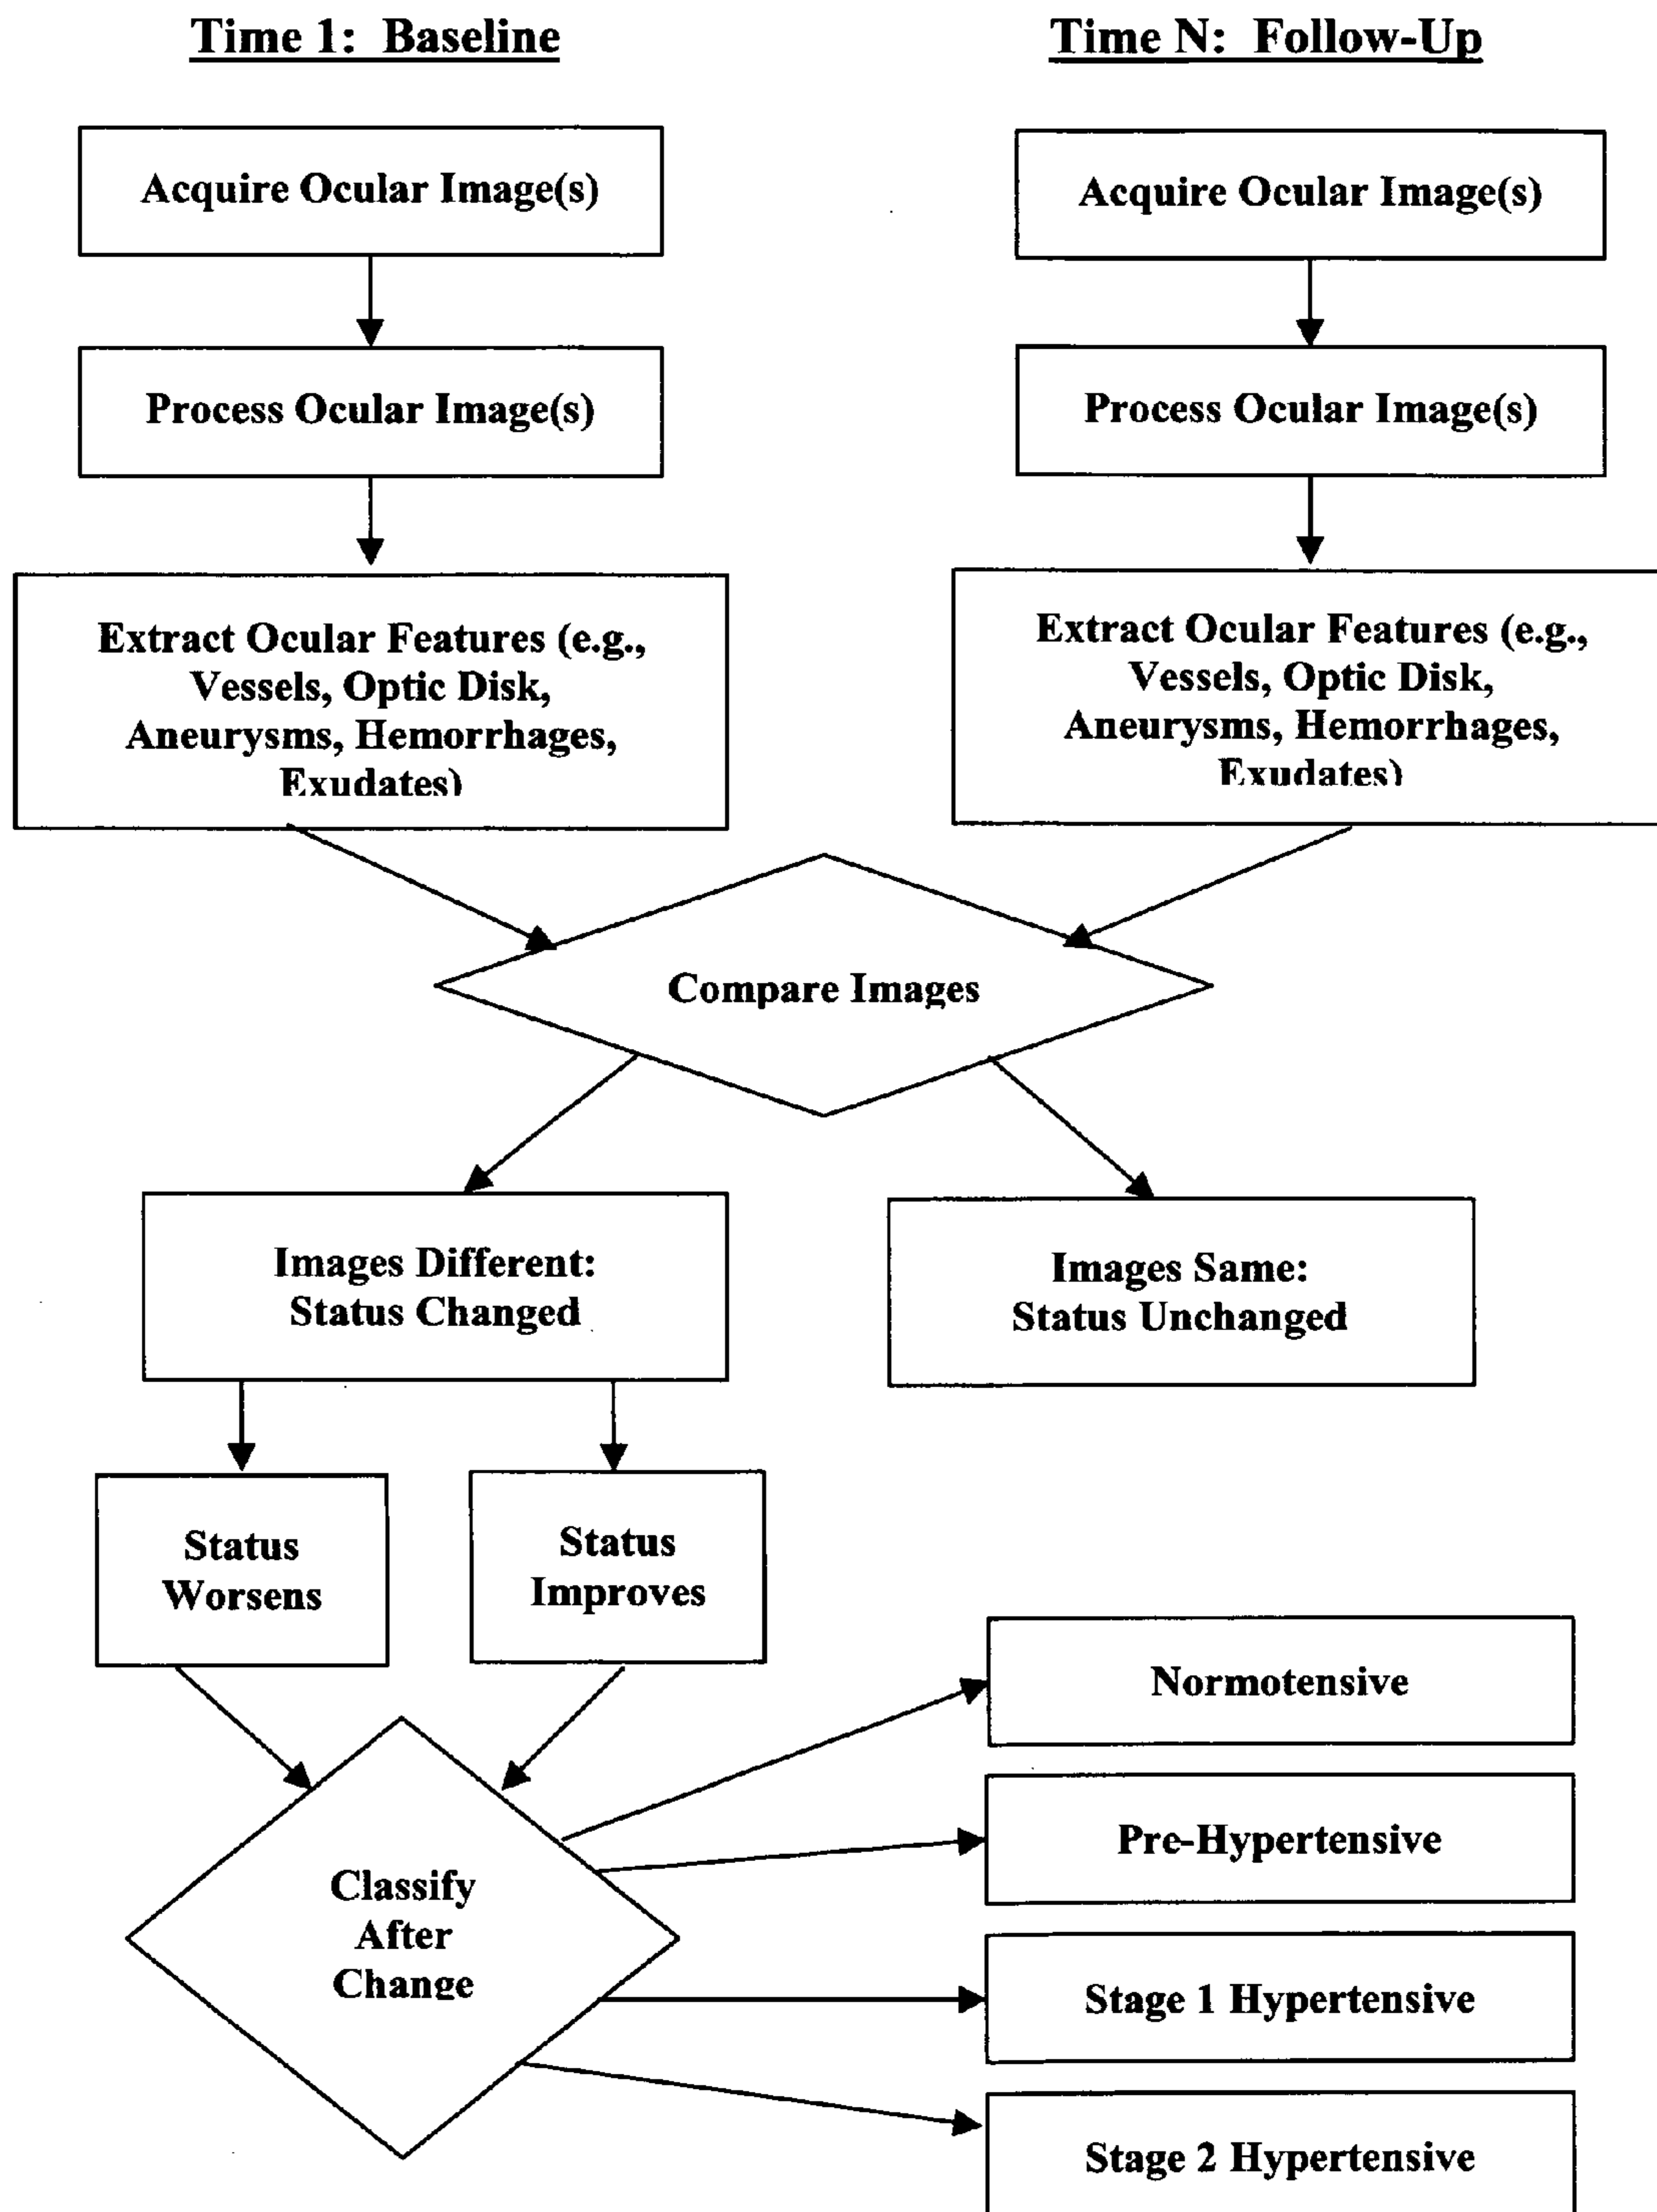 Time 1: Baseline
Acquire Ocular Image(s)
Process Ocular Image(s)
Extract Ocular Features (e.g.,
Vessels, Optic Disk,
Aneurysms, Hemorrhages,
Exudates)
Time N: Follow-Up
Acquire Ocular Image(s)
Process Ocular Image(s)
Extract Ocular Features (e.g.,
Vessels, Optic Disk,
Aneurysms, Hemorrhages,
Exudates)
Compare Images
Images Different:
Status Changed
Images Same:
Status Unchanged
Status
Worsens
Status
Improves
Classify
After
Change
Normotensive
Pre-Hypertensive
Stage 1 Hypertensive
Stage 2 Hypertensive